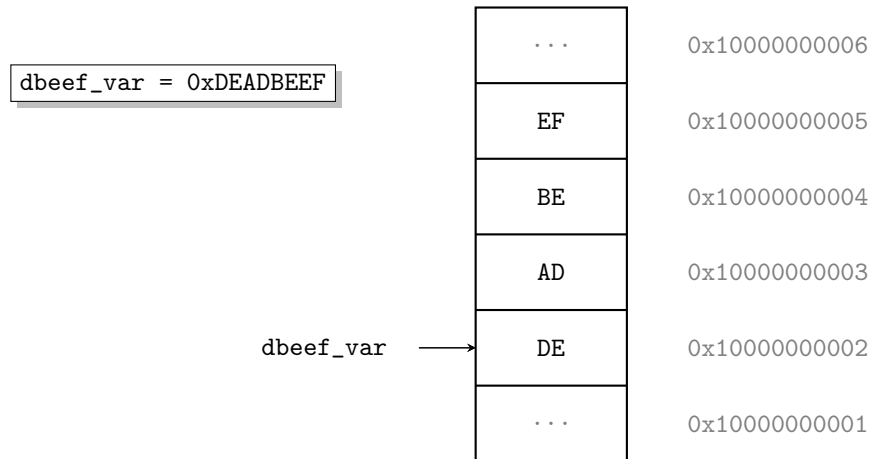 ··· 0x10000000006
dbeef_var = 0xDEADBEEF
EF 0x10000000005
BE 0x10000000004
AD 0x10000000003
dbeef_var DE 0x10000000002
··· 0x10000000001